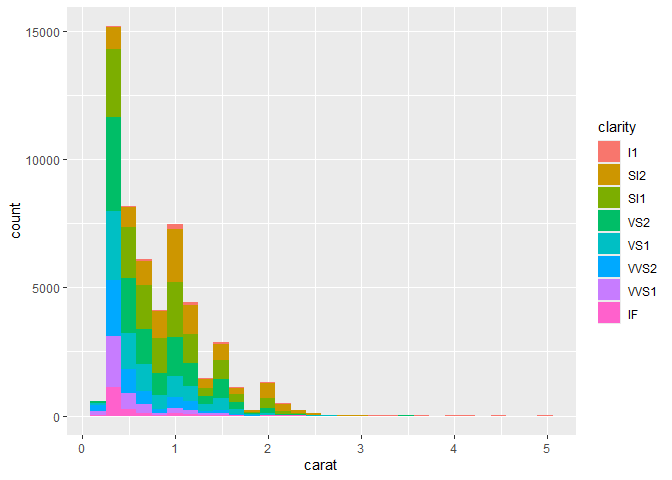 15000
10000
5000
0
count
0 1 2 3 4 5
carat
clarity
I1
SI2
SI1
VS2
VS1
VVS2
VVS1
IF